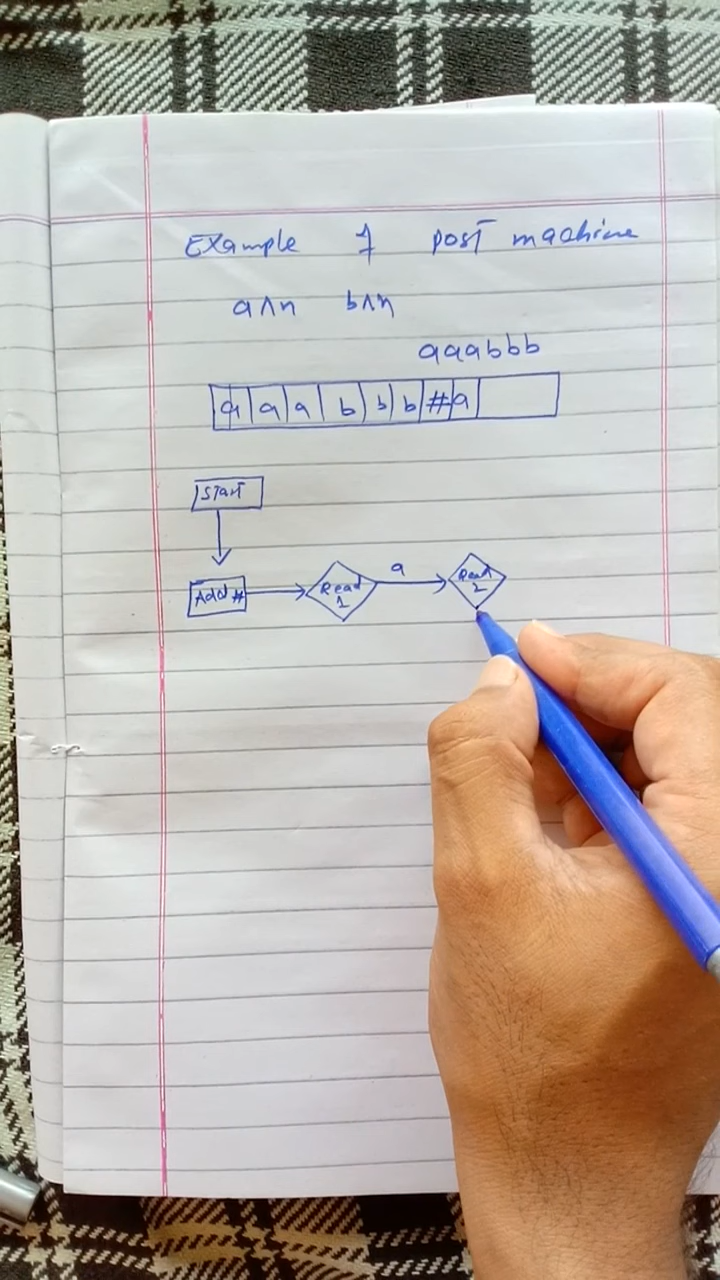 Example of post machine
a^n b^n
aaabbb
a a a b b b # a
Start
Add # Read 1 a Read 2